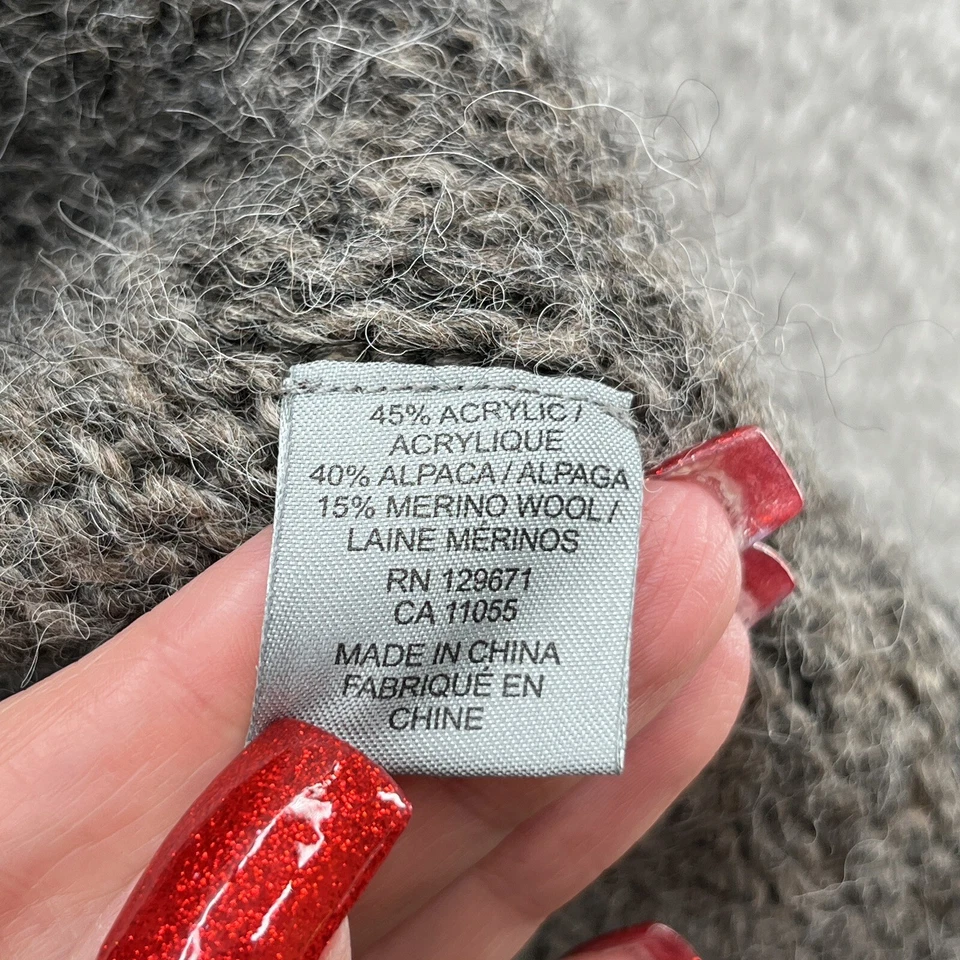 45% ACRYLIC /
ACRYLIQUE
40% ALPACA / ALPAGA
15% MERINO WOOL /
LAINE MÉRINOS
RN 129671
CA 11055
MADE IN CHINA
FABRIQUÉ EN
CHINE